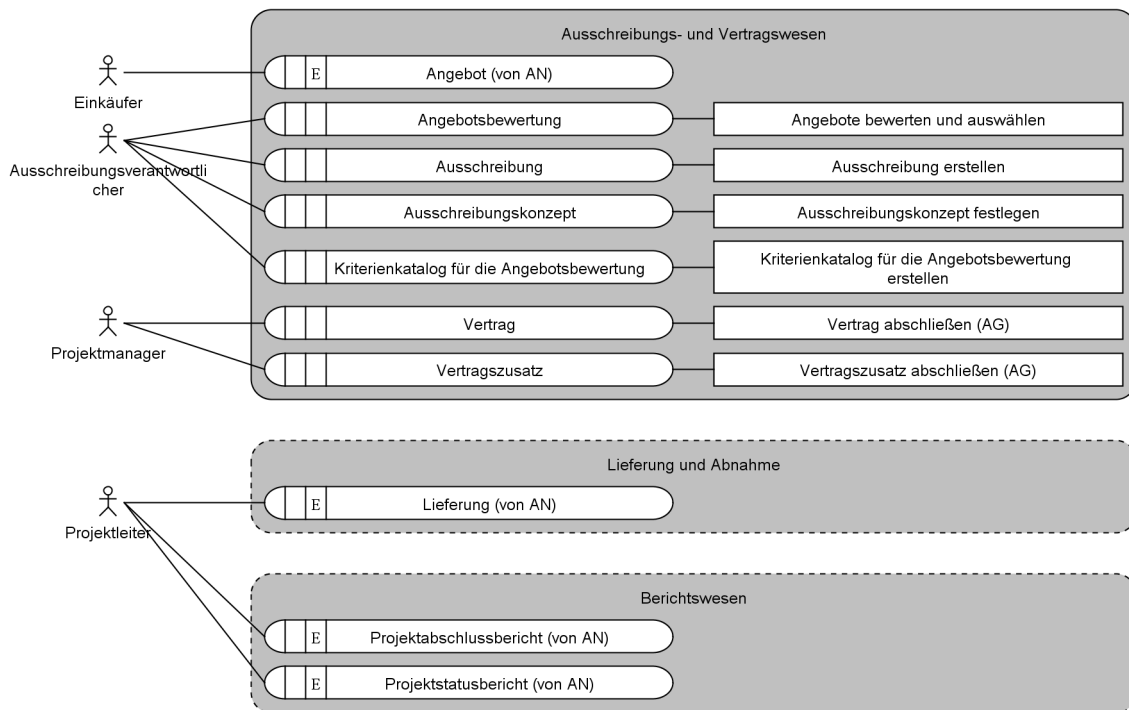 Ausschreibungs- und Vertragswesen
Einkäufer
E
Angebot (von AN)
Ausschreibungsverantwortli
cher
Angebotsbewertung
Angebote bewerten und auswählen
Ausschreibung
Ausschreibung erstellen
Ausschreibungskonzept
Ausschreibungskonzept festlegen
Kriterienkatalog für die Angebotsbewertung
Kriterienkatalog für die Angebotsbewertung
erstellen
Projektmanager
Vertrag
Vertrag abschließen (AG)
Vertragszusatz
Vertragszusatz abschließen (AG)
Lieferung und Abnahme
Projektleiter
E
Lieferung (von AN)
Berichtswesen
E
Projektabschlussbericht (von AN)
E
Projektstatusbericht (von AN)